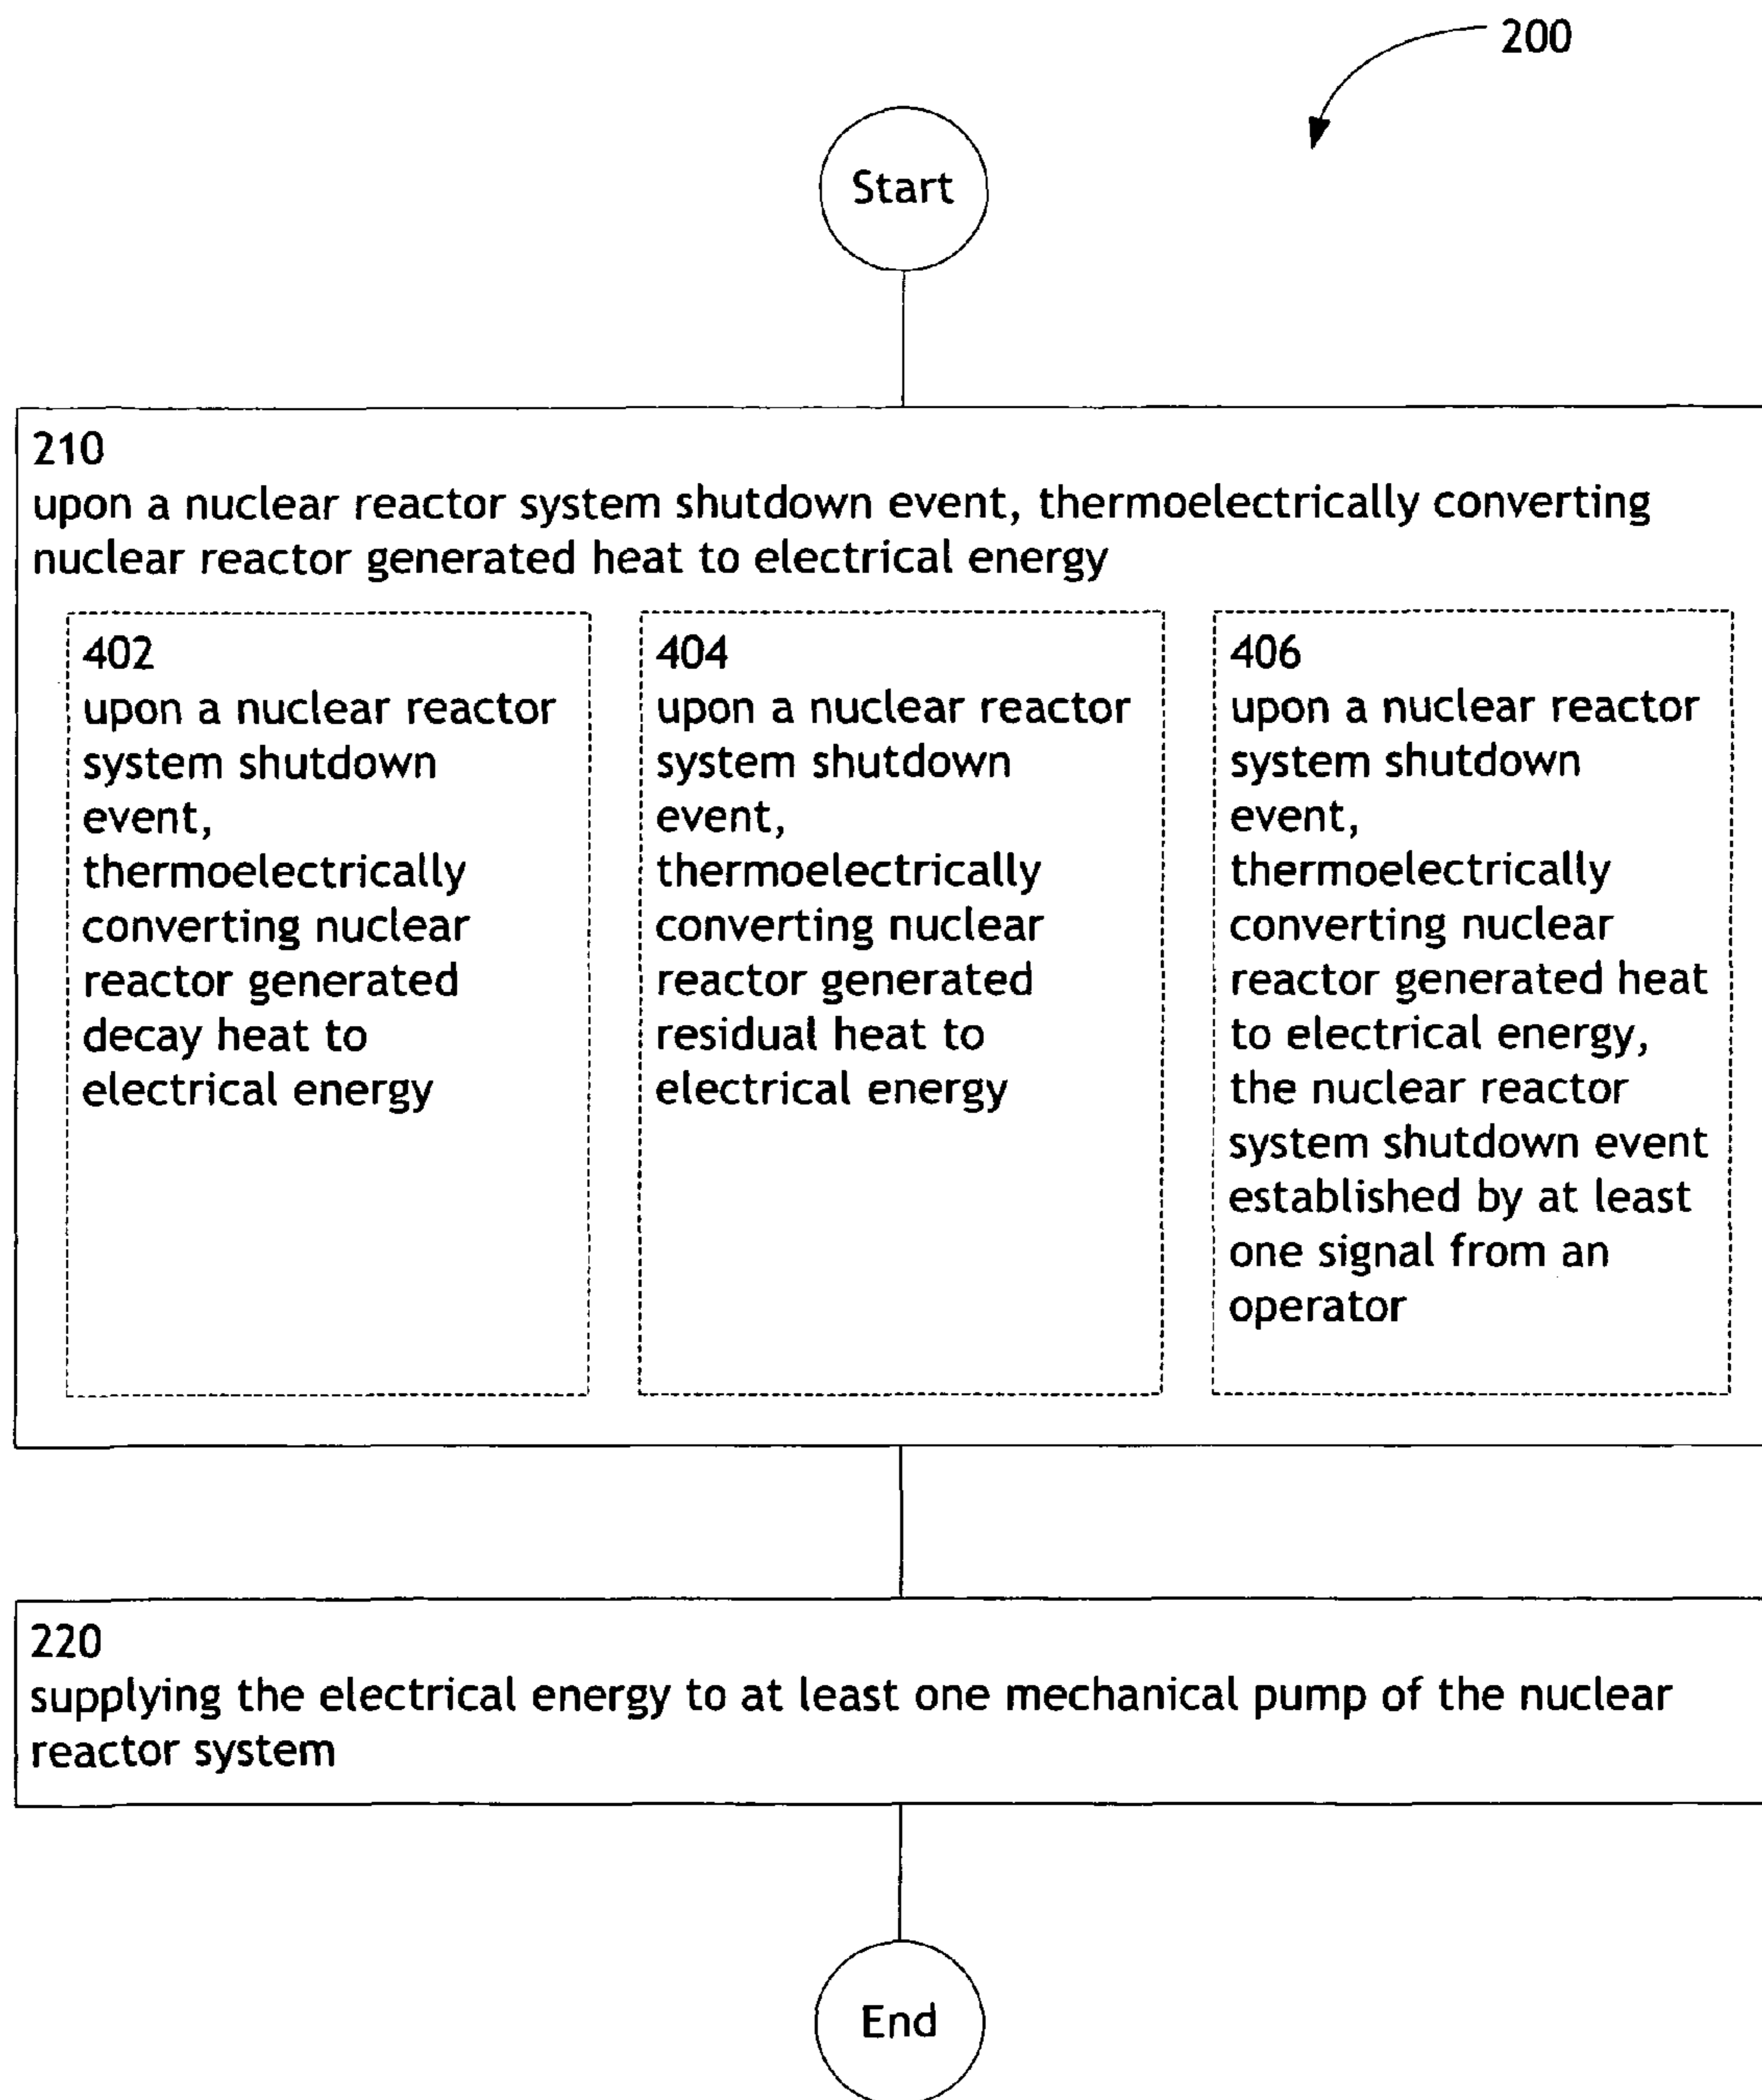 200
Start
210
upon a nuclear reactor system shutdown event, thermoelectrically converting
nuclear reactor generated heat to electrical energy
402
upon a nuclear reactor
system shutdown
event,
thermoelectrically
converting nuclear
reactor generated
decay heat to
electrical energy
404
upon a nuclear reactor
system shutdown
event,
thermoelectrically
converting nuclear
reactor generated
residual heat to
electrical energy
406
upon a nuclear reactor
system shutdown
event,
thermoelectrically
converting nuclear
reactor generated heat
to electrical energy,
the nuclear reactor
system shutdown event
established by at least
one signal from an
operator
220
supplying the electrical energy to at least one mechanical pump of the nuclear
reactor system
End